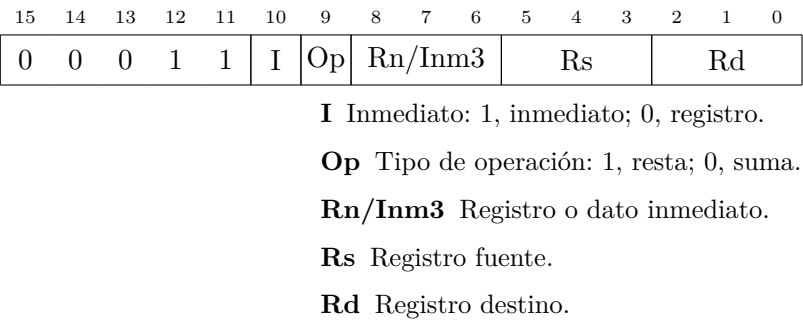 15 14 13 12 11 10 9 8 7 6 5 4 3 2 1 0
0 0 0 1 1 I Op Rn/Inm3 Rs Rd
I Inmediato: 1, inmediato; 0, registro.
Op Tipo de operación: 1, resta; 0, suma.
Rn/Inm3 Registro o dato inmediato.
Rs Registro fuente.
Rd Registro destino.